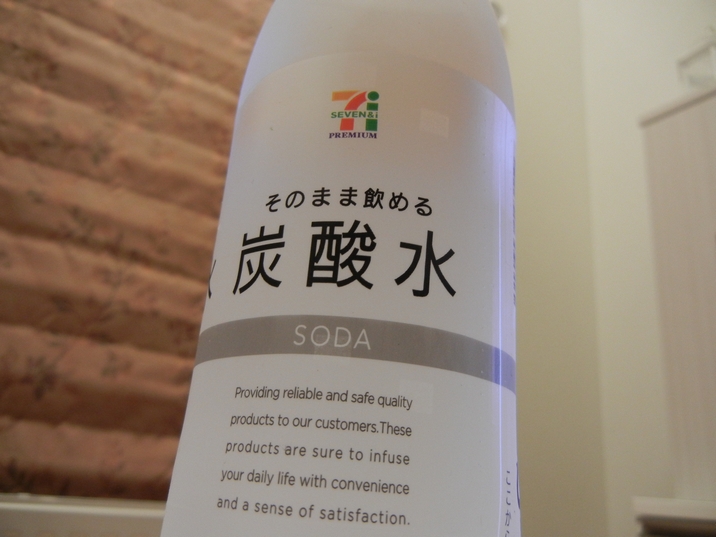 7i
SEVEN&i
PREMIUM
そのまま飲める
炭酸水
SODA
Providing reliable and safe quality
products to our customers.These
products are sure to infuse
your daily life with convenience
and a sense of satisfaction.